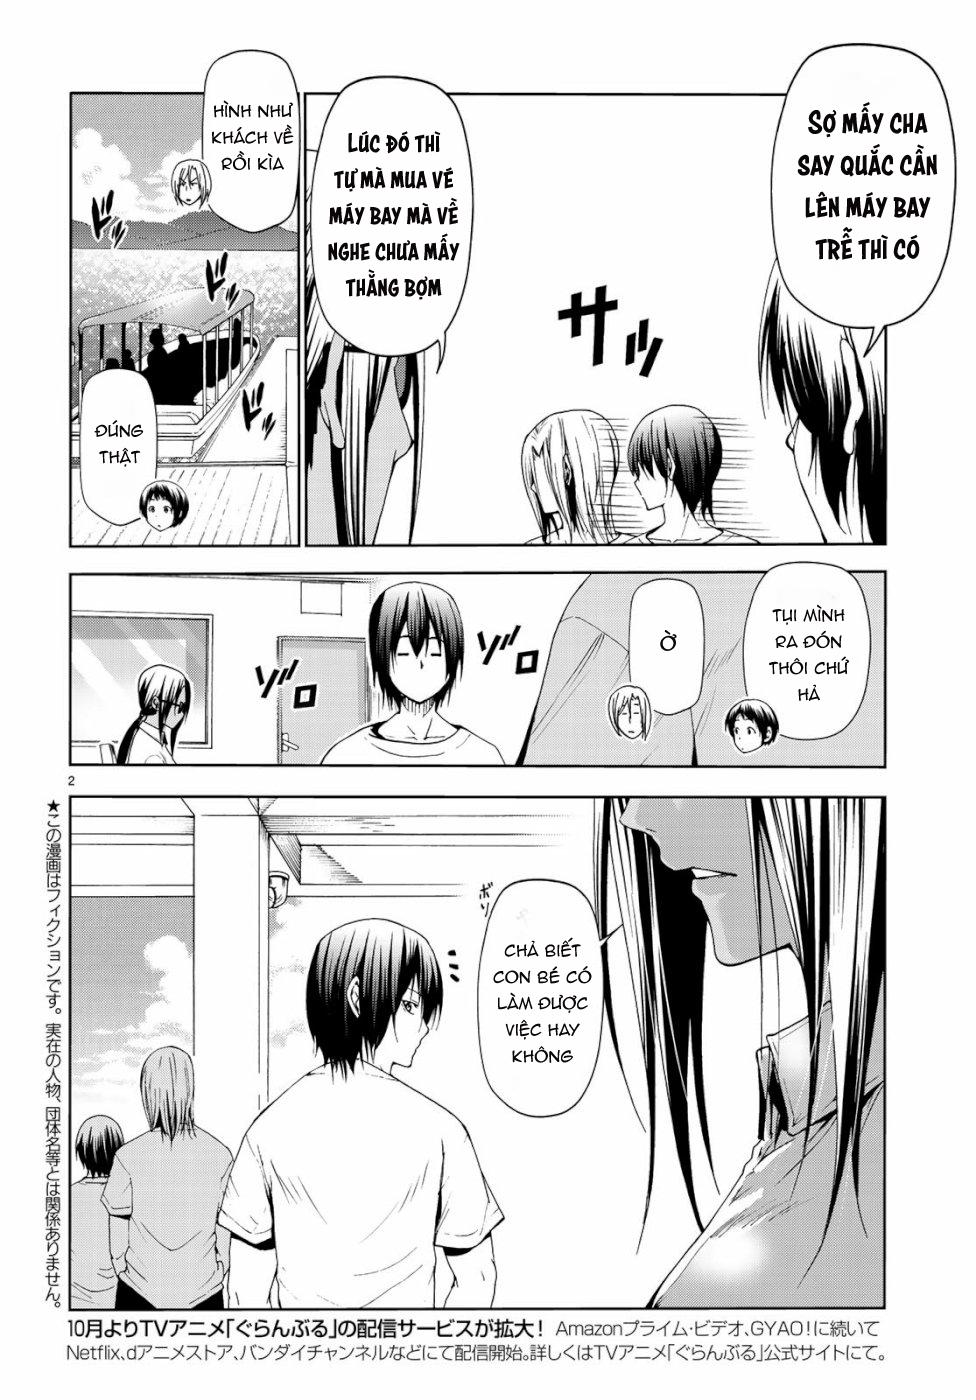 SỢ MẤY CHA
SAY QUẮC CẦN
LÊN MÁY BAY
TRỄ THÌ CÓ
LÚC ĐÓ THÌ
TỰ MÀ MUA VÉ
MÁY BAY MÀ VỀ
NGHE CHƯA MẤY
THẰNG BỢM
サッ
HÌNH NHƯ
KHÁCH VỀ
RỒI KÌA
ドドド
ドドド
ĐÚNG
THẬT
TỤI MÌNH
RA ĐÓN
THÔI CHỨ
HẢ
Ờ
ゾロ
ゾロ
2
ボソ
CHẢ BIẾT
CON BÉ CÓ
LÀM ĐƯỢC
VIỆC HAY
KHÔNG
★この漫画はフィクションです。実在の人物、団体名等とは関係ありません。
10月よりTVアニメ「ぐらんぶる」の配信サービスが拡大! Amazonプライム・ビデオ、GYAO!に続いて
Netflix、dアニメストア、バンダイチャンネルなどにて配信開始。詳しくはTVアニメ「ぐらんぶる」公式サイトにて。